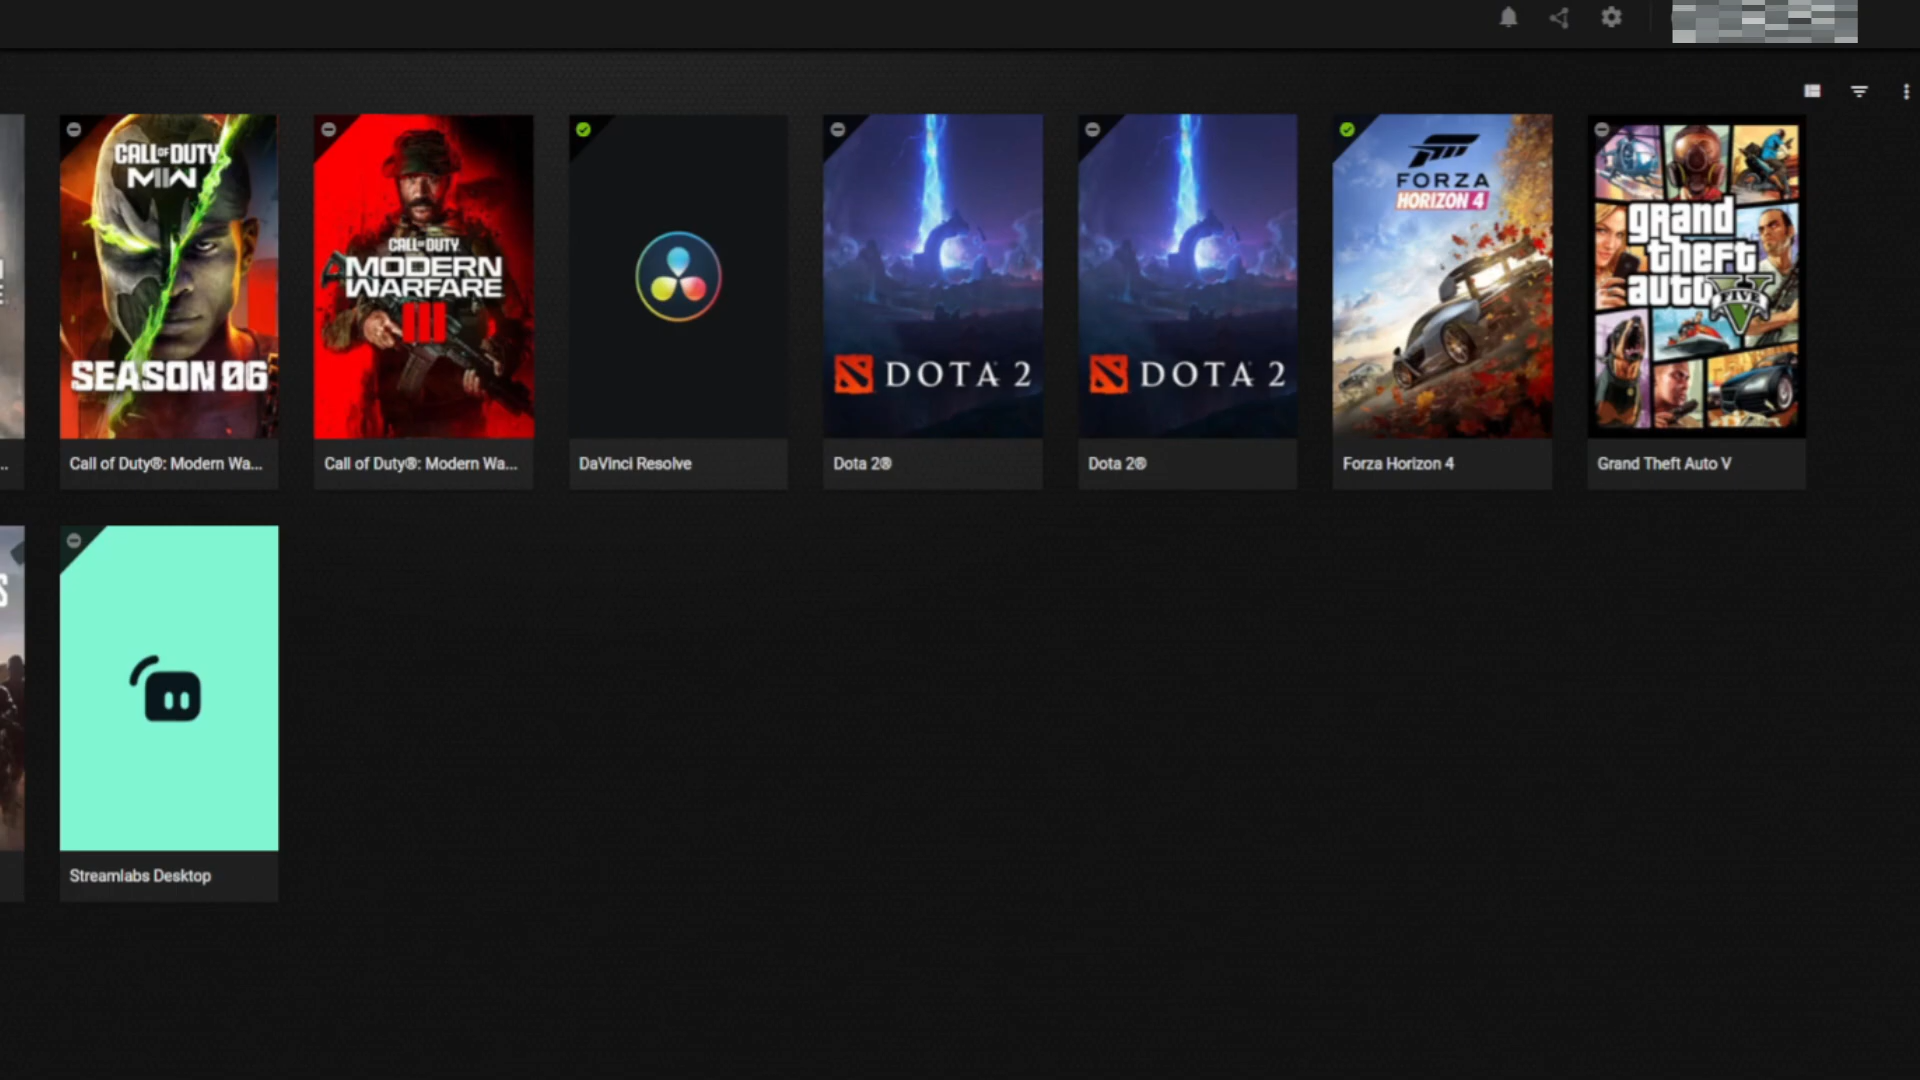 CALL OF DUTY
MW
SEASON 06
CALL OF DUTY
MODERN
WARFARE
III
DOTA 2
DOTA 2
FORZA
HORIZON 4
grand
theft
auto
FIVE
... Call of Duty®: Modern Wa... Call of Duty®: Modern Wa... DaVinci Resolve Dota 2® Dota 2® Forza Horizon 4 Grand Theft Auto V
S
Streamlabs Desktop